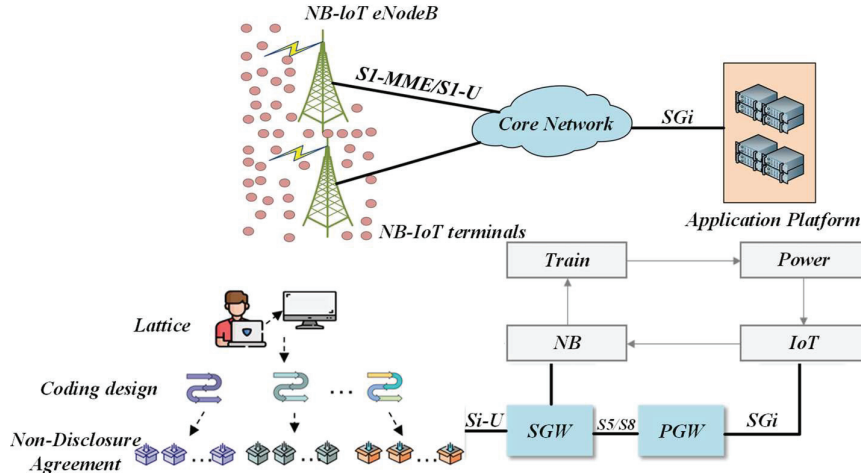 NB-IoT eNodeB
S1-MME/S1-U
Core Network
SGi
NB-IoT terminals
Application Platform
Train
Power
Lattice
NB
IoT
Coding design
...
Si-U
SGW
S5/S8
PGW
SGi
Non-Disclosure
Agreement
... ... ...